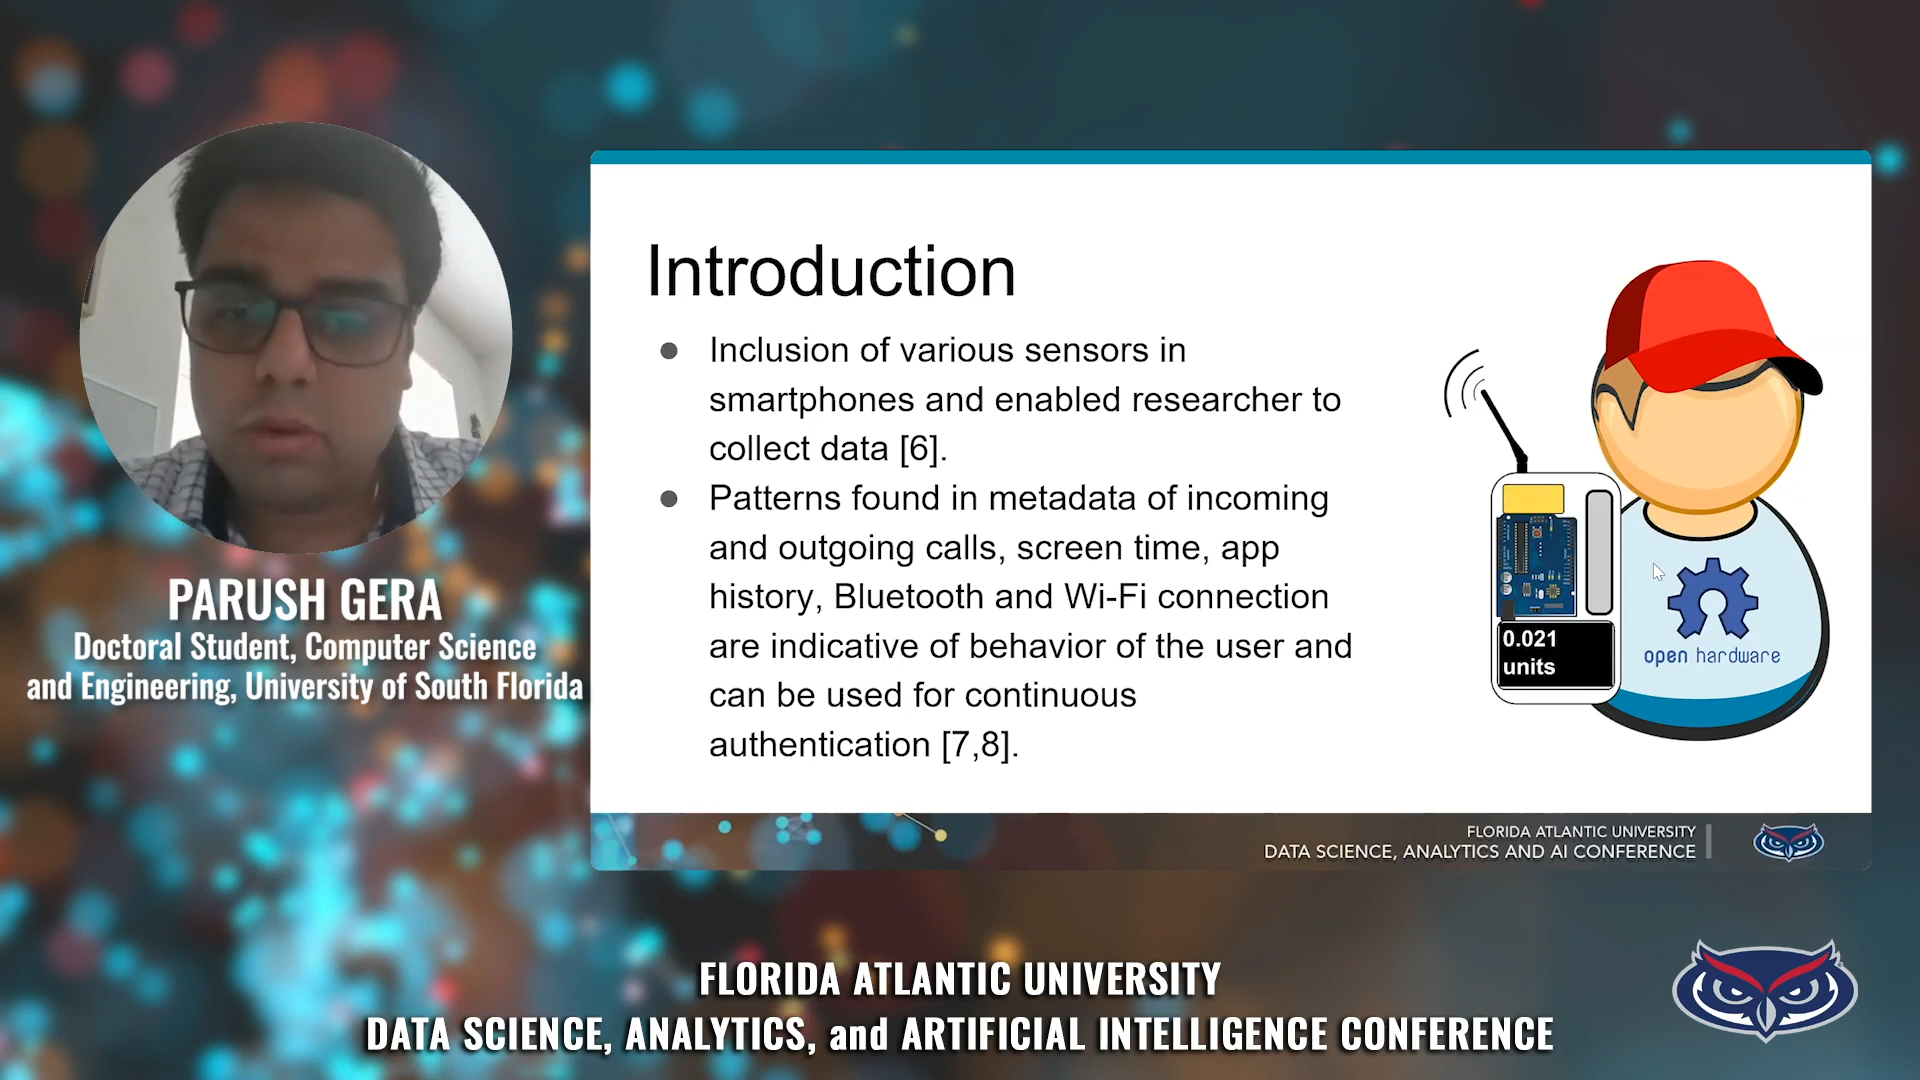 PARUSH GERA
Doctoral Student, Computer Science
and Engineering, University of South Florida
Introduction
● Inclusion of various sensors in
smartphones and enabled researcher to
collect data [6].
● Patterns found in metadata of incoming
and outgoing calls, screen time, app
history, Bluetooth and Wi-Fi connection
are indicative of behavior of the user and
can be used for continuous
authentication [7,8].
0.021
units
open hardware
FLORIDA ATLANTIC UNIVERSITY
DATA SCIENCE, ANALYTICS AND AI CONFERENCE
FLORIDA ATLANTIC UNIVERSITY
DATA SCIENCE, ANALYTICS, and ARTIFICIAL INTELLIGENCE CONFERENCE